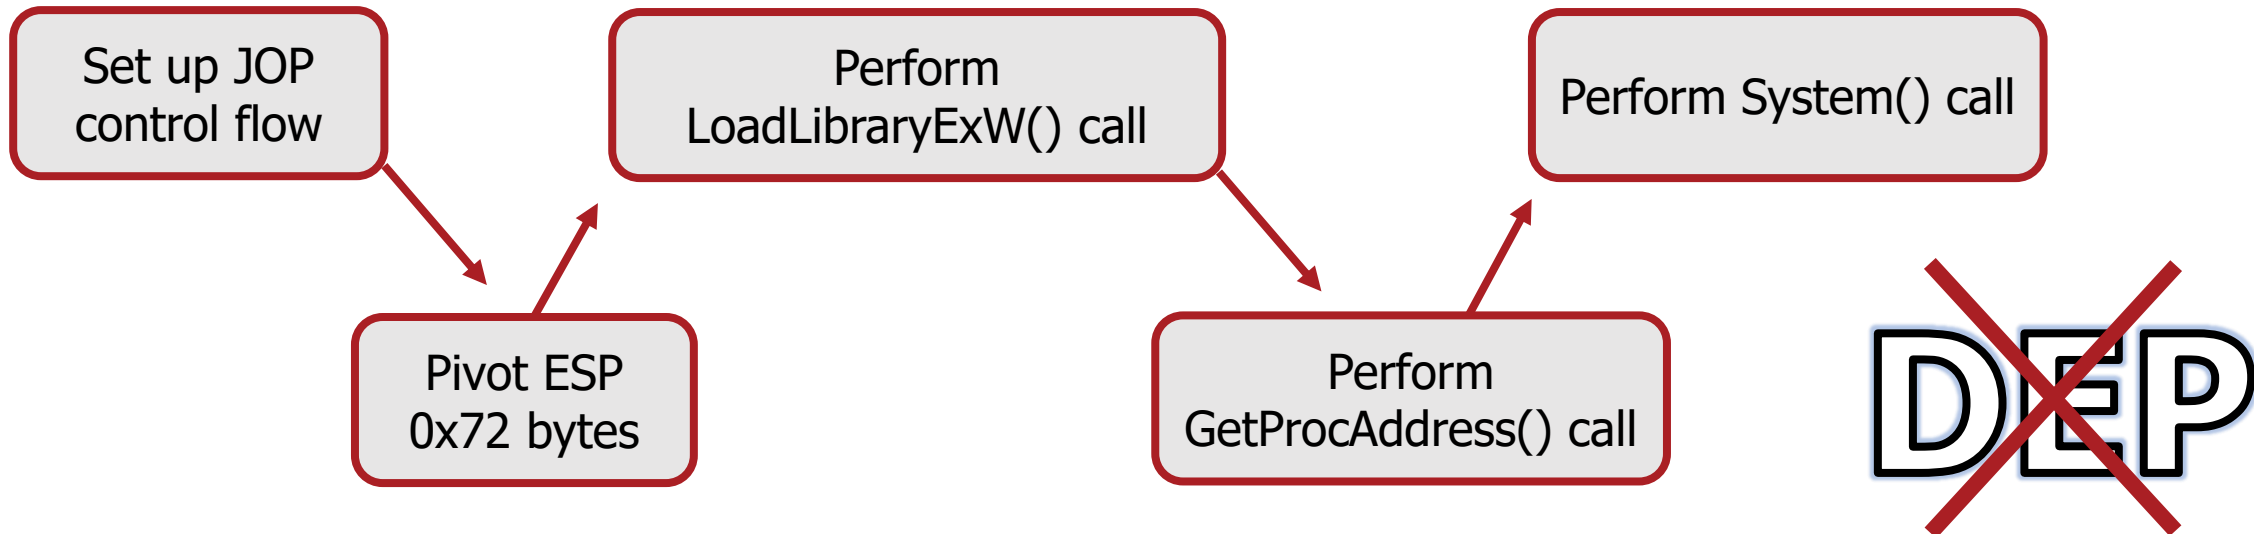 Set up JOP
control flow
Pivot ESP
0x72 bytes
Perform
LoadLibraryExW() call
Perform
GetProcAddress() call
Perform System() call
DEP